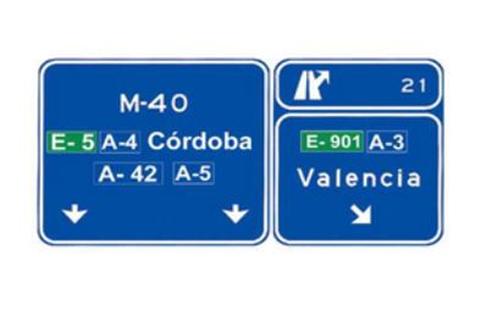 M-40
E- 5 A-4 Córdoba
A- 42 A-5
21
E- 901 A-3
Valencia